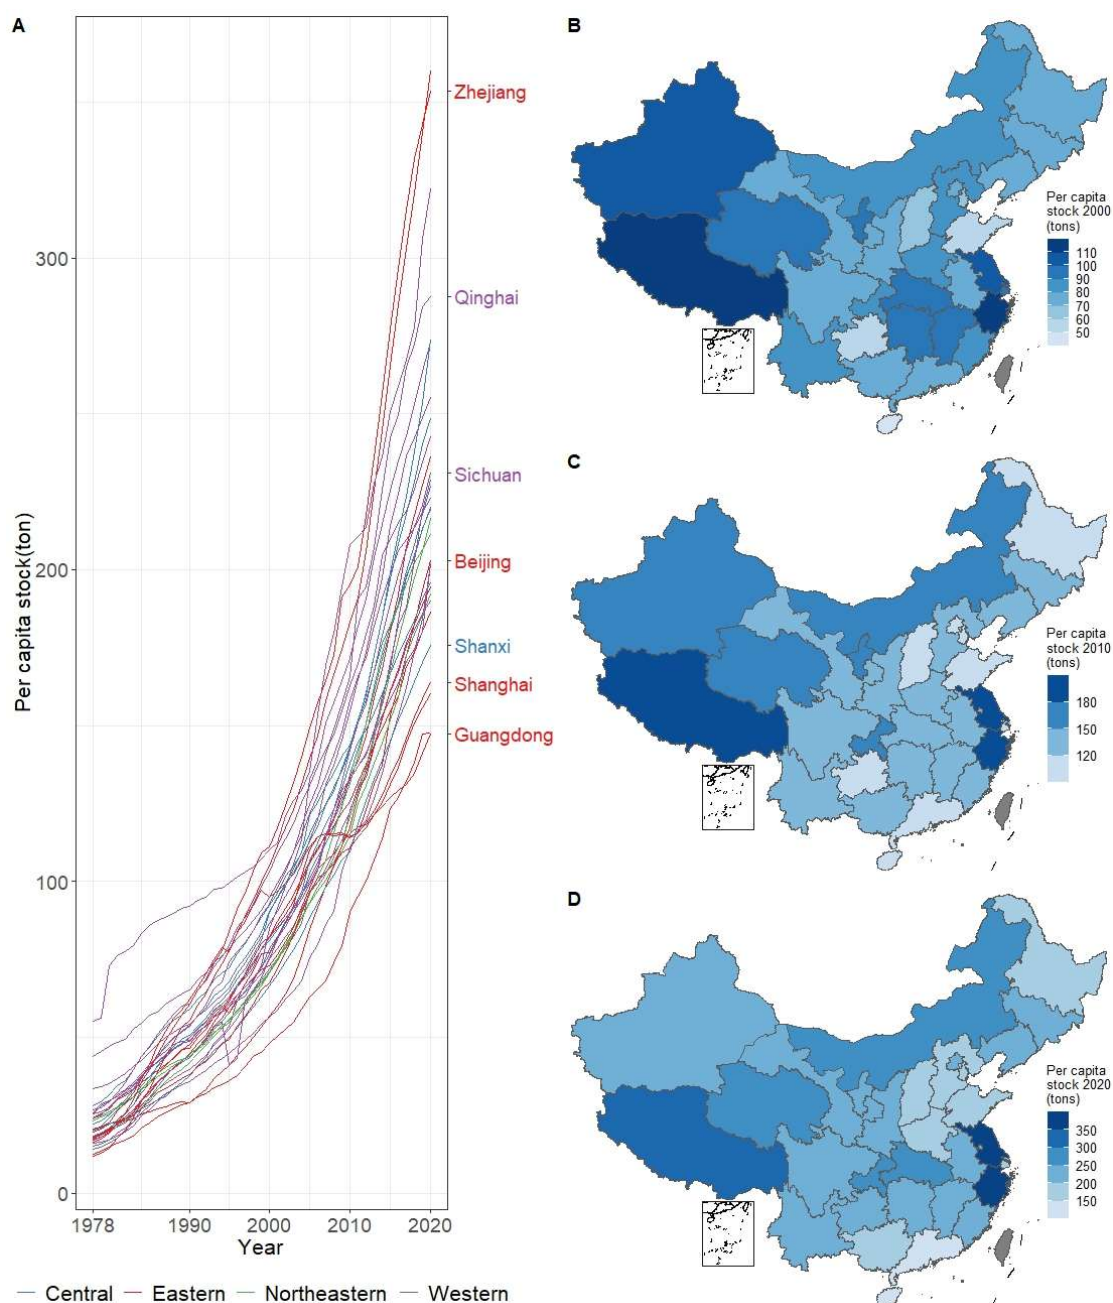 A
Per capita stock(ton)
300
200
100
0
1978
1990
2000
2010
2020
Year
Zhejiang
Qinghai
Sichuan
Beijing
Shanxi
Shanghai
Guangdong
Central
Eastern
Northeastern
Western
B
Per capita
stock 2000
(tons)
110
100
90
80
70
60
50
C
Per capita
stock 2010
(tons)
180
150
120
D
Per capita
stock 2020
(tons)
350
300
250
200
150